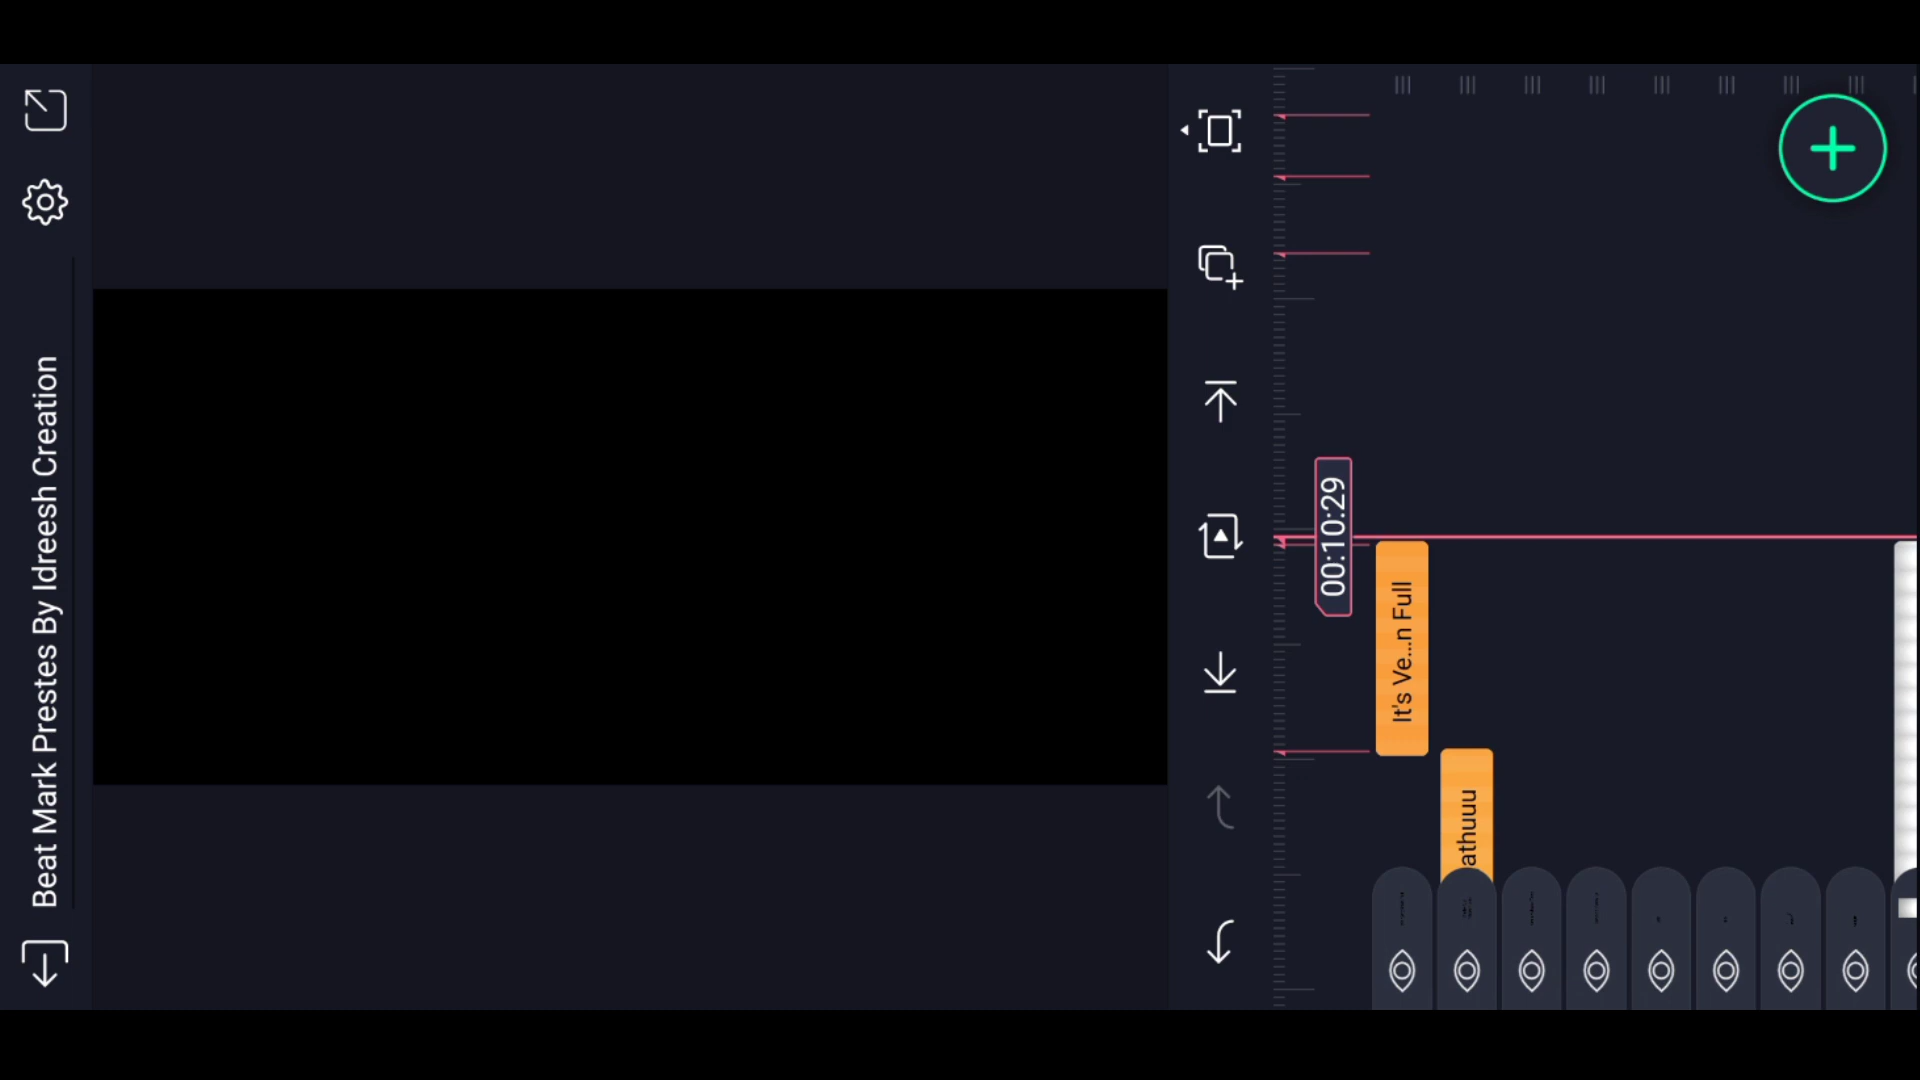 Beat Mark Prestes By Idreesh Creation
00:10:29
It's Ve...n Full
athuuu